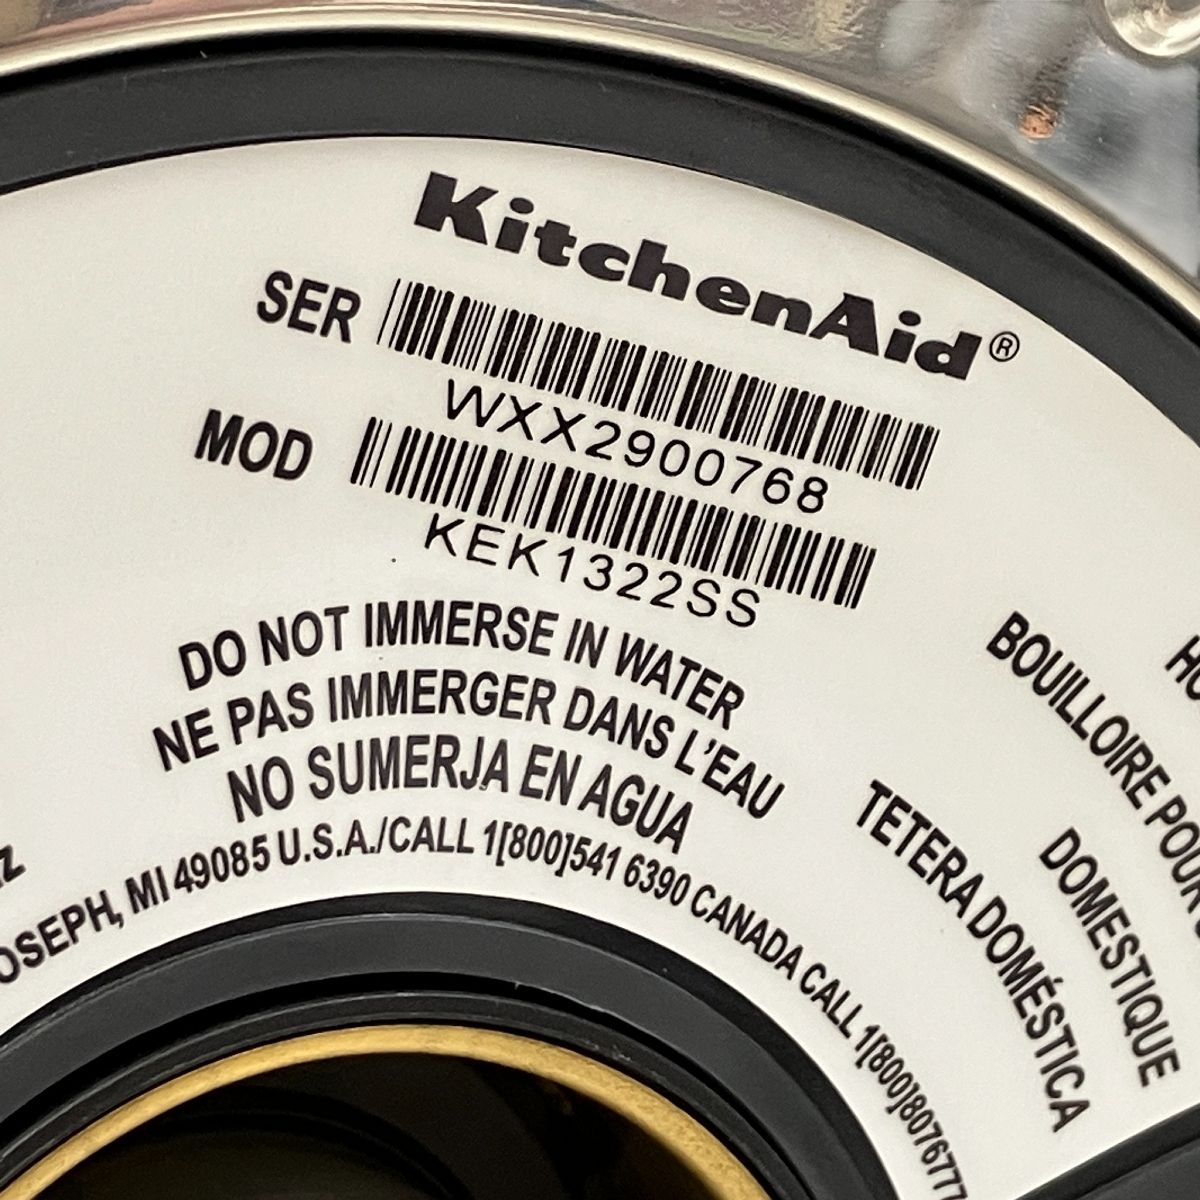 KitchenAid®
SER
WXX2900768
MOD
KEK1322SS
DO NOT IMMERSE IN WATER
NE PAS IMMERGER DANS L'EAU
NO SUMERJA EN AGUA
OSEPH, MI 49085 U.S.A./CALL 1[800]541 6390 CANADA CALL 1[800]8076777
BOUILLOIRE POUR
DOMESTIQUE
TETERA DOMÉSTICA